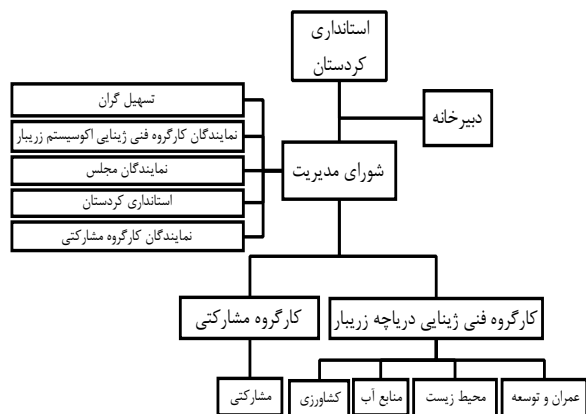 استانداری
کردستان
دبیرخانه
تسهیل گران
نمایندگان کارگروه فنی ژینایی اکوسیستم زریبار
نمایندگان مجلس
استانداری کردستان
نمایندگان کارگروه مشارکتی
شورای مدیریت
کارگروه فنی ژینایی دریاچه زریبار
کارگروه مشارکتی
عمران و توسعه
محیط زیست
منابع آب
کشاورزی
مشارکتی